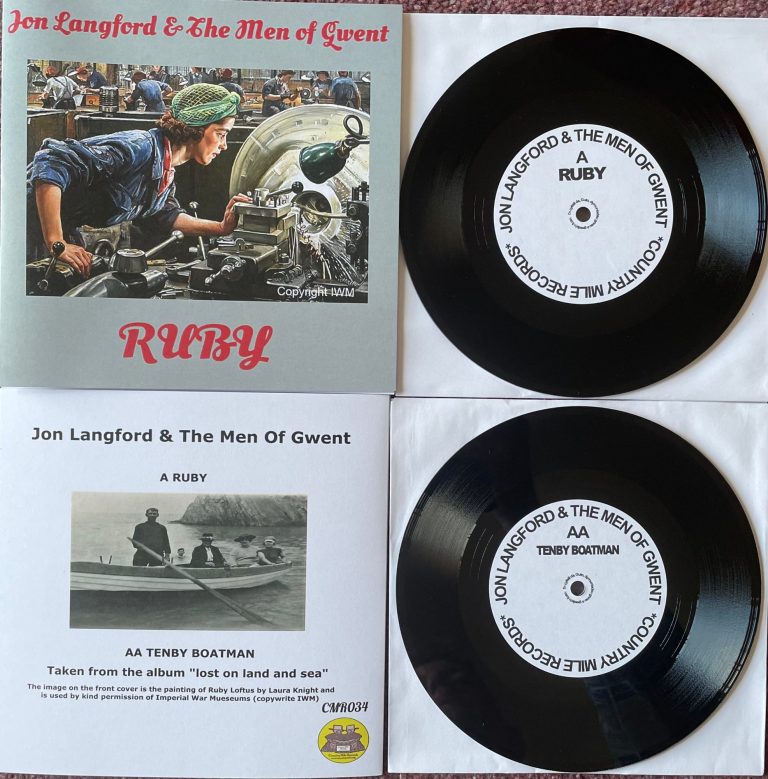 Jon Langford & The Men of Gwent
Copyright IWM
RUBY
JON LANGFORD & THE MEN OF GWENT
A
RUBY
*COUNTRY MILE RECORDS*
Jon Langford & The Men Of Gwent
A RUBY
AA TENBY BOATMAN
Taken from the album "lost on land and sea"
The image on the front cover is the painting of Ruby Loftus by Laura Knight and
is used by kind permission of Imperial War Mueseums (copywrite IWM)
CMR034
JON LANGFORD & THE MEN OF GWENT
AA
TENBY BOATMAN
*COUNTRY MILE RECORDS*